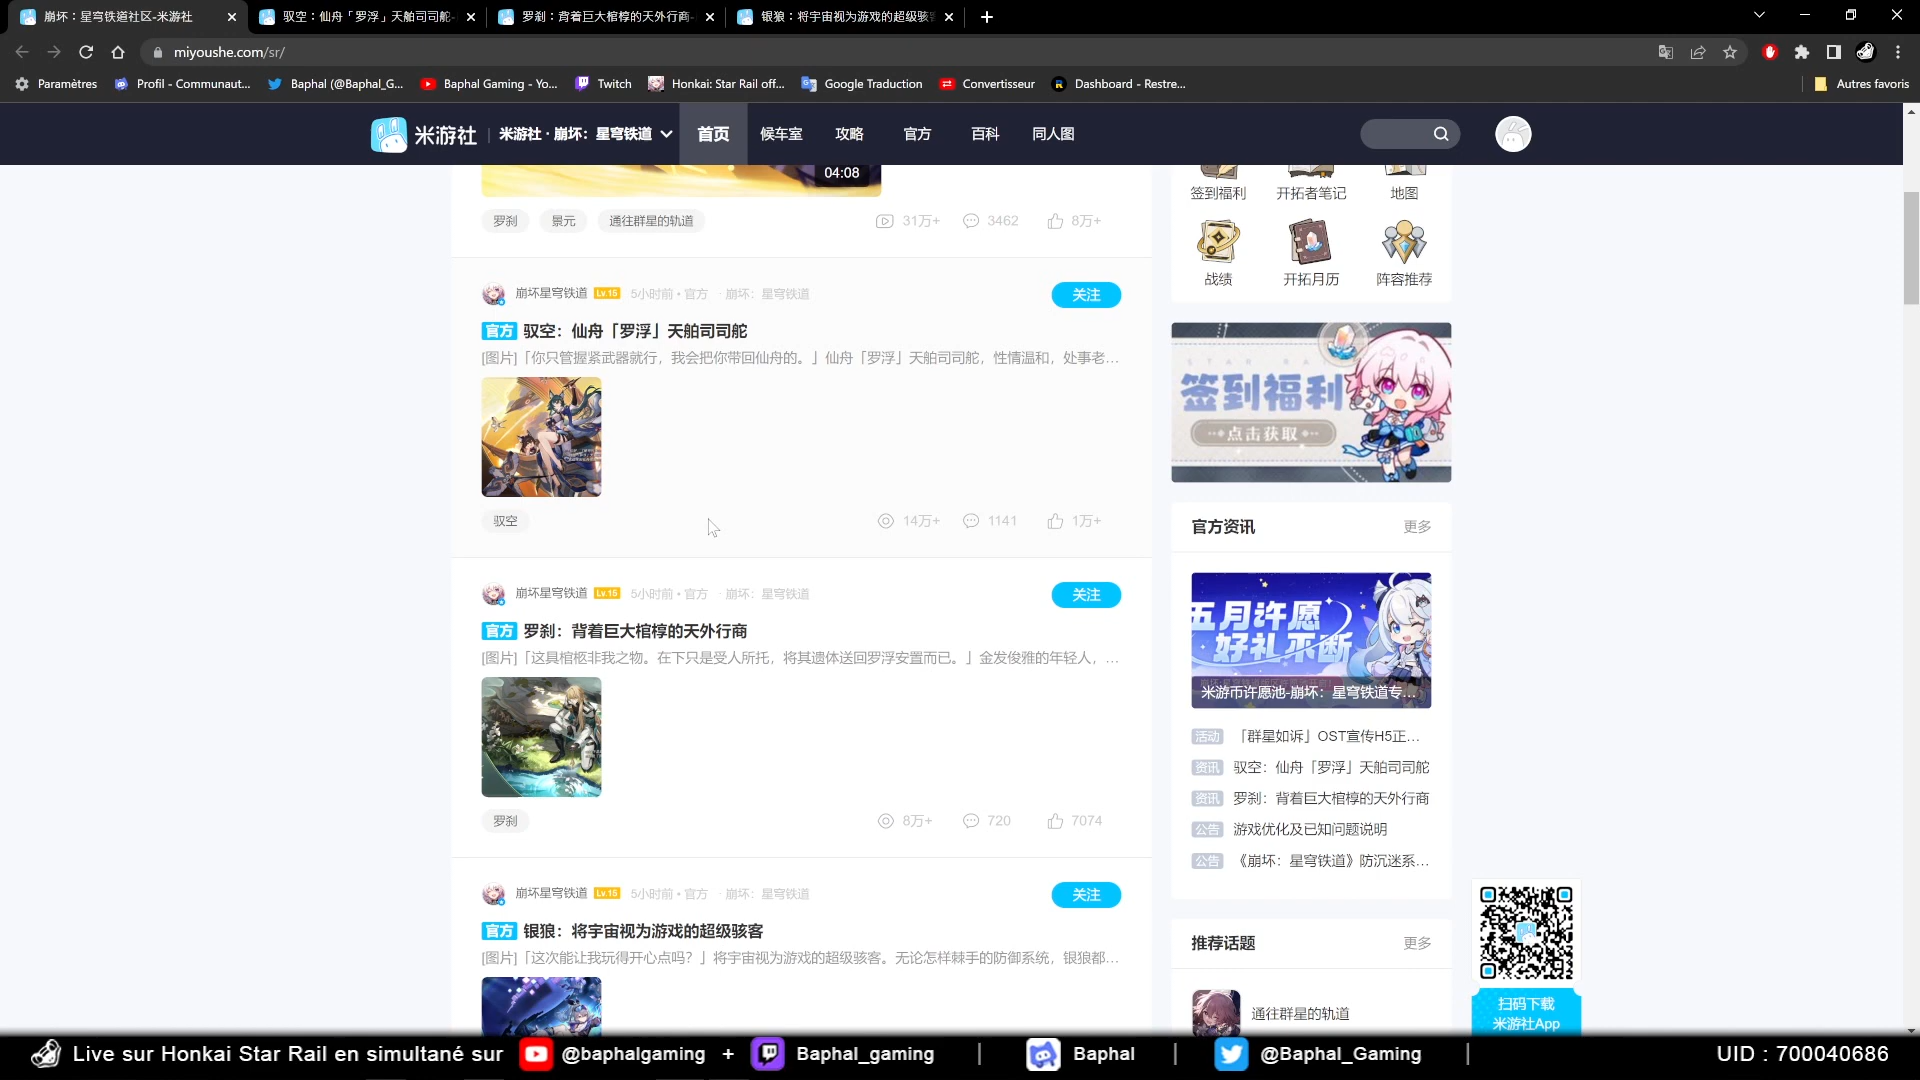 崩坏：星穹铁道社区-米游社
驭空：仙舟「罗浮」天舶司司舵-
罗刹：背着巨大棺椁的天外行商-
银狼：将宇宙视为游戏的超级骇客
miyoushe.com/sr/
Paramètres
Profil - Communaut...
Baphal (@Baphal_G...
Baphal Gaming - Yo...
Twitch
Honkai: Star Rail off...
Google Traduction
Convertisseur
Dashboard - Restre...
Autres favoris
米游社 | 米游社 · 崩坏：星穹铁道
首页
候车室
攻略
官方
百科
同人图
04:08
罗刹
景元
通往群星的轨道
31万+
3462
8万+
崩坏星穹铁道 Lv.15 5小时前 • 官方 · 崩坏：星穹铁道
关注
官方 驭空：仙舟「罗浮」天舶司司舵
[图片]「你只管握紧武器就行，我会把你带回仙舟的。」仙舟「罗浮」天舶司司舵，性情温和，处事老...
驭空
14万+
1141
1万+
崩坏星穹铁道 Lv.15 5小时前 • 官方 · 崩坏：星穹铁道
关注
官方 罗刹：背着巨大棺椁的天外行商
[图片]「这具棺柩非我之物。在下只是受人所托，将其遗体送回罗浮安置而已。」金发俊雅的年轻人，...
罗刹
8万+
720
7074
崩坏星穹铁道 Lv.15 5小时前 • 官方 · 崩坏：星穹铁道
关注
官方 银狼：将宇宙视为游戏的超级骇客
[图片]「这次能让我玩得开心点吗？」将宇宙视为游戏的超级骇客。无论怎样棘手的防御系统，银狼都...
签到福利
开拓者笔记
地图
战绩
开拓月历
阵容推荐
签到福利
点击获取
官方资讯
更多
五月许愿
好礼不断
米游币许愿池-崩坏：星穹铁道专...
活动 「群星如诉」OST宣传H5正...
资讯 驭空：仙舟「罗浮」天舶司司舵
资讯 罗刹：背着巨大棺椁的天外行商
公告 游戏优化及已知问题说明
公告 《崩坏：星穹铁道》防沉迷系...
推荐话题
更多
通往群星的轨道
扫码下载
米游社App
Live sur Honkai Star Rail en simultané sur
@baphalgaming
+
Baphal_gaming
|
Baphal
|
@Baphal_Gaming
|
UID : 700040686